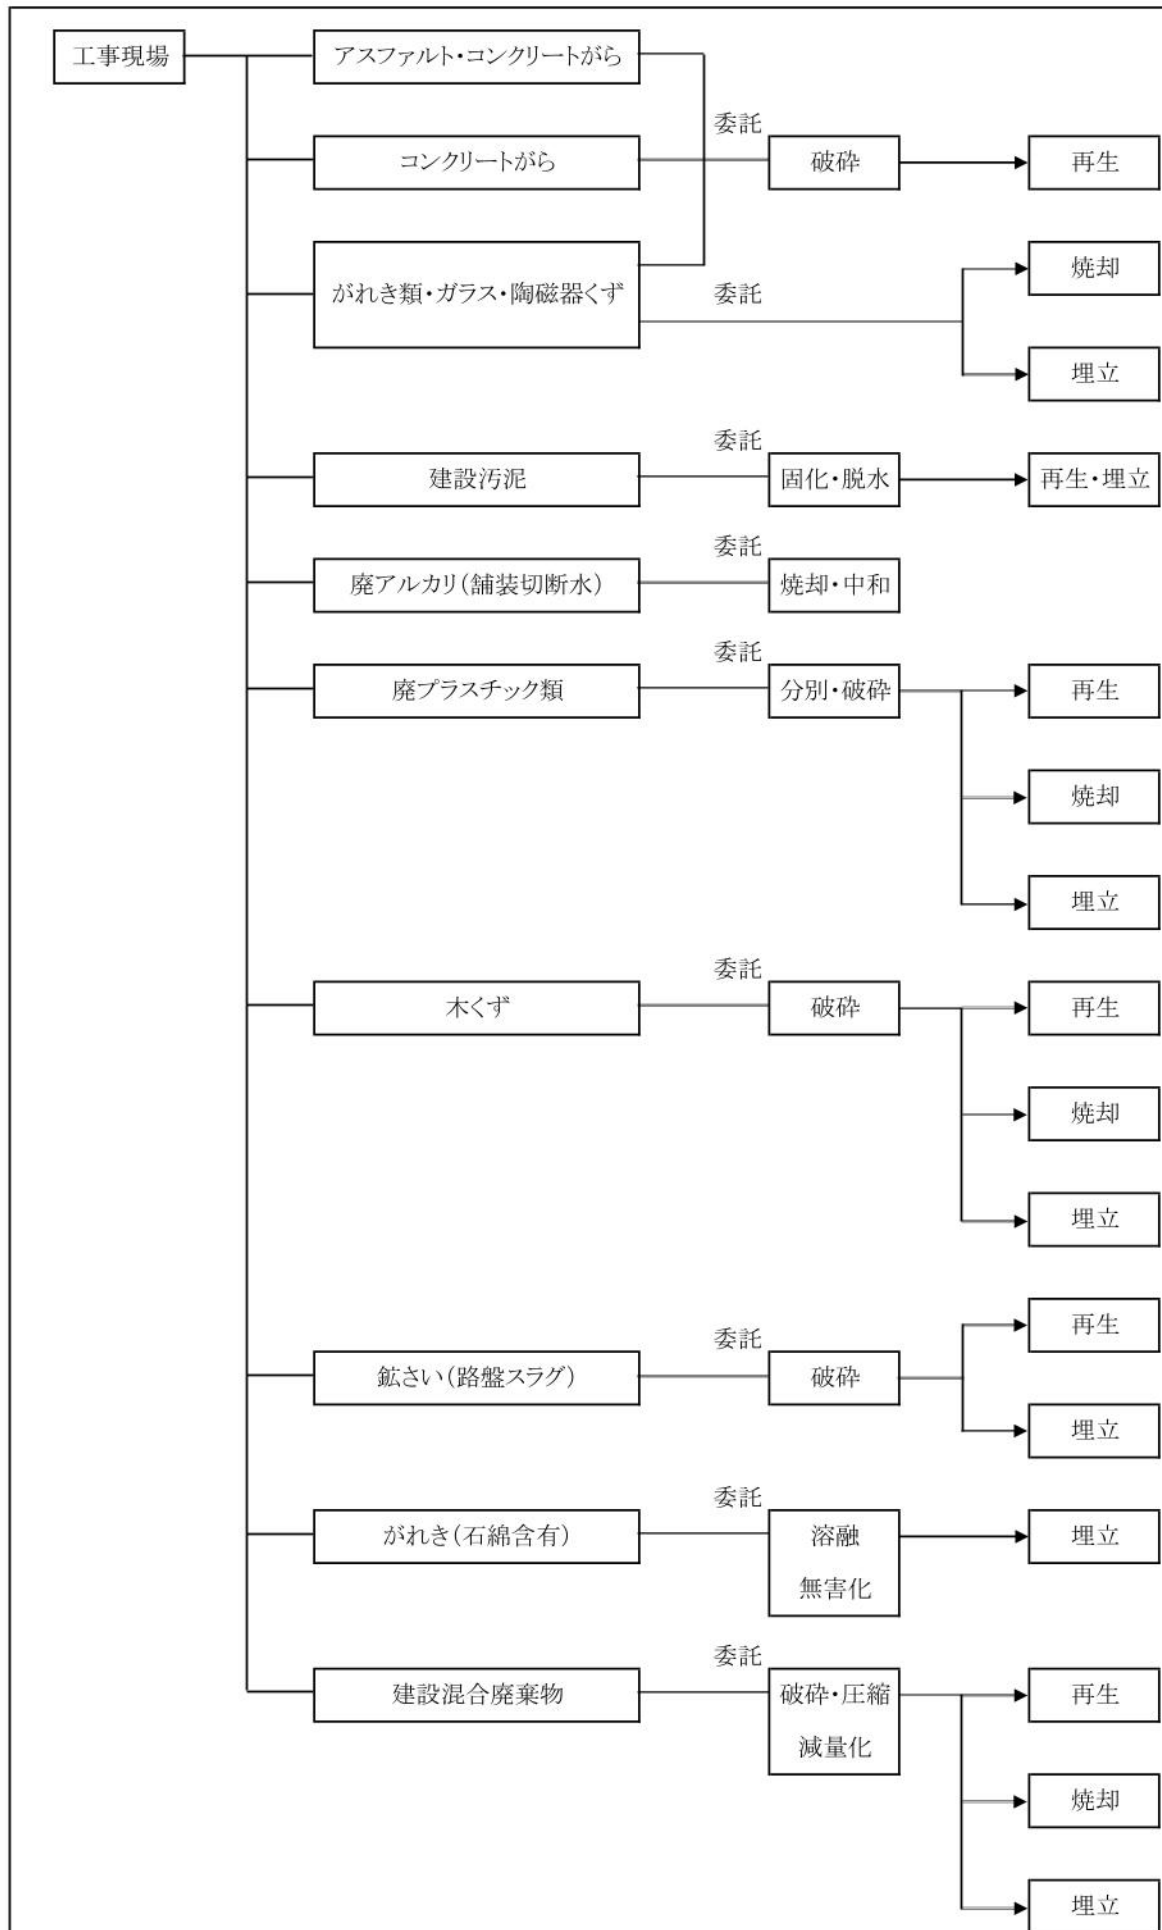 工事現場
アスファルト・コンクリートがら
委託
コンクリートがら
破砕
再生
がれき類・ガラス・陶磁器くず
委託
焼却
埋立
委託
建設汚泥
固化・脱水
再生・埋立
委託
廃アルカリ（舗装切断水）
焼却・中和
委託
廃プラスチック類
分別・破砕
再生
焼却
埋立
委託
木くず
破砕
再生
焼却
埋立
委託
鉱さい（路盤スラグ）
破砕
再生
埋立
委託
がれき（石綿含有）
溶融
無害化
埋立
委託
建設混合廃棄物
破砕・圧縮
減量化
再生
焼却
埋立